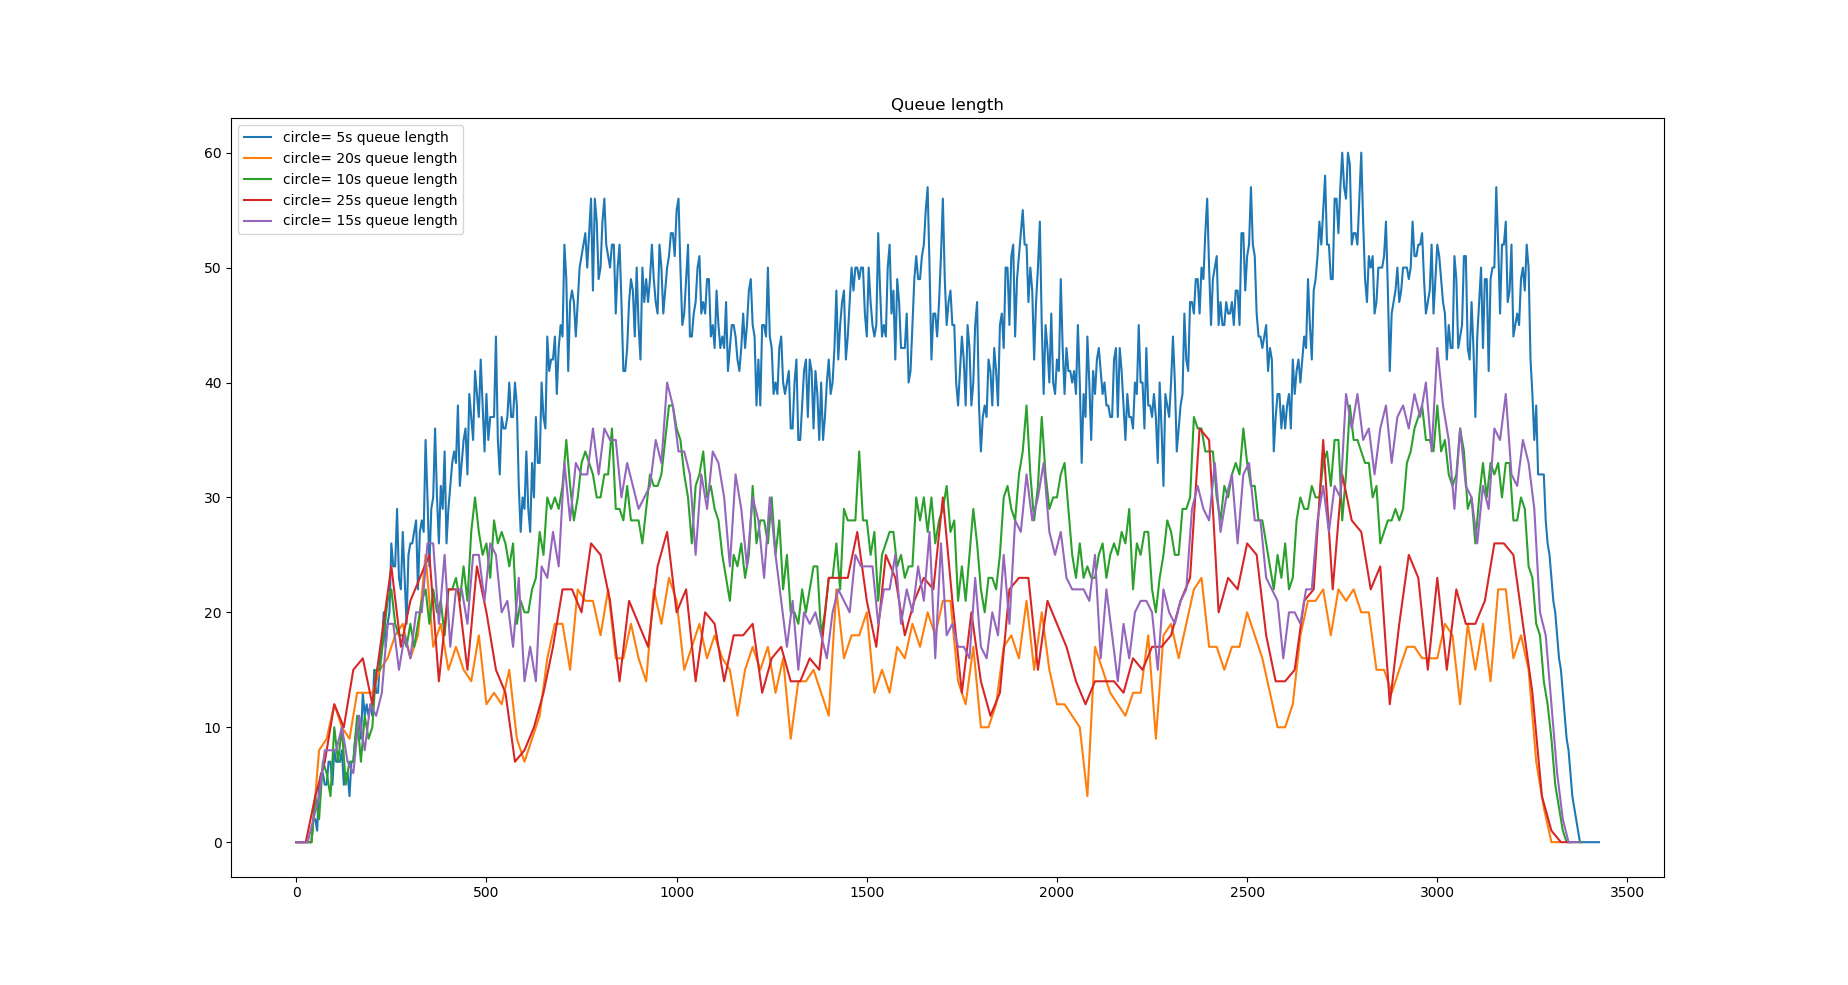 Queue length
circle= 5s queue length
circle= 20s queue length
circle= 10s queue length
circle= 25s queue length
circle= 15s queue length
60
50
40
30
20
10
0
0 500 1000 1500 2000 2500 3000 3500